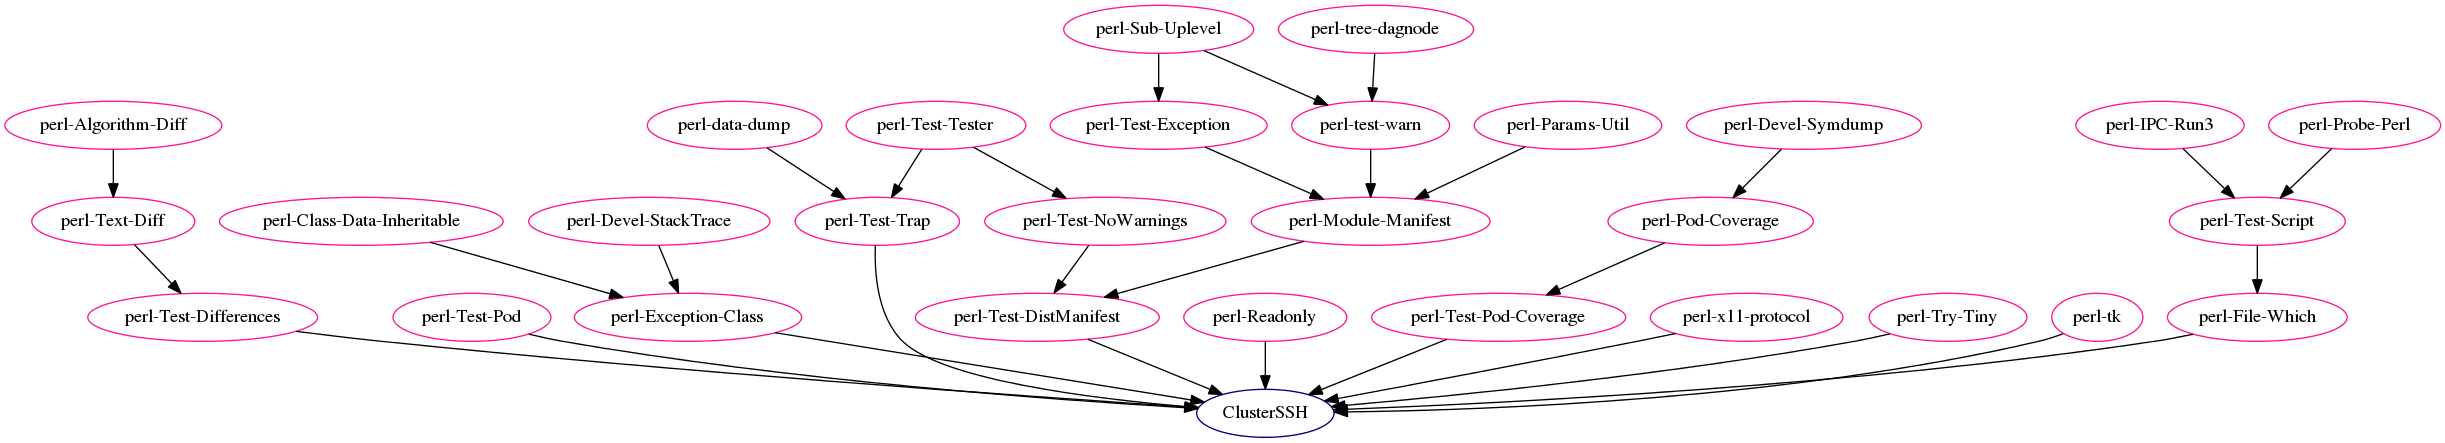 perl-Sub-Uplevel
perl-tree-dagnode
perl-Algorithm-Diff
perl-data-dump
perl-Test-Tester
perl-Test-Exception
perl-test-warn
perl-Params-Util
perl-Devel-Symdump
perl-IPC-Run3
perl-Probe-Perl
perl-Text-Diff
perl-Class-Data-Inheritable
perl-Devel-StackTrace
perl-Test-Trap
perl-Test-NoWarnings
perl-Module-Manifest
perl-Pod-Coverage
perl-Test-Script
perl-Test-Differences
perl-Test-Pod
perl-Exception-Class
perl-Test-DistManifest
perl-Readonly
perl-Test-Pod-Coverage
perl-x11-protocol
perl-Try-Tiny
perl-tk
perl-File-Which
ClusterSSH